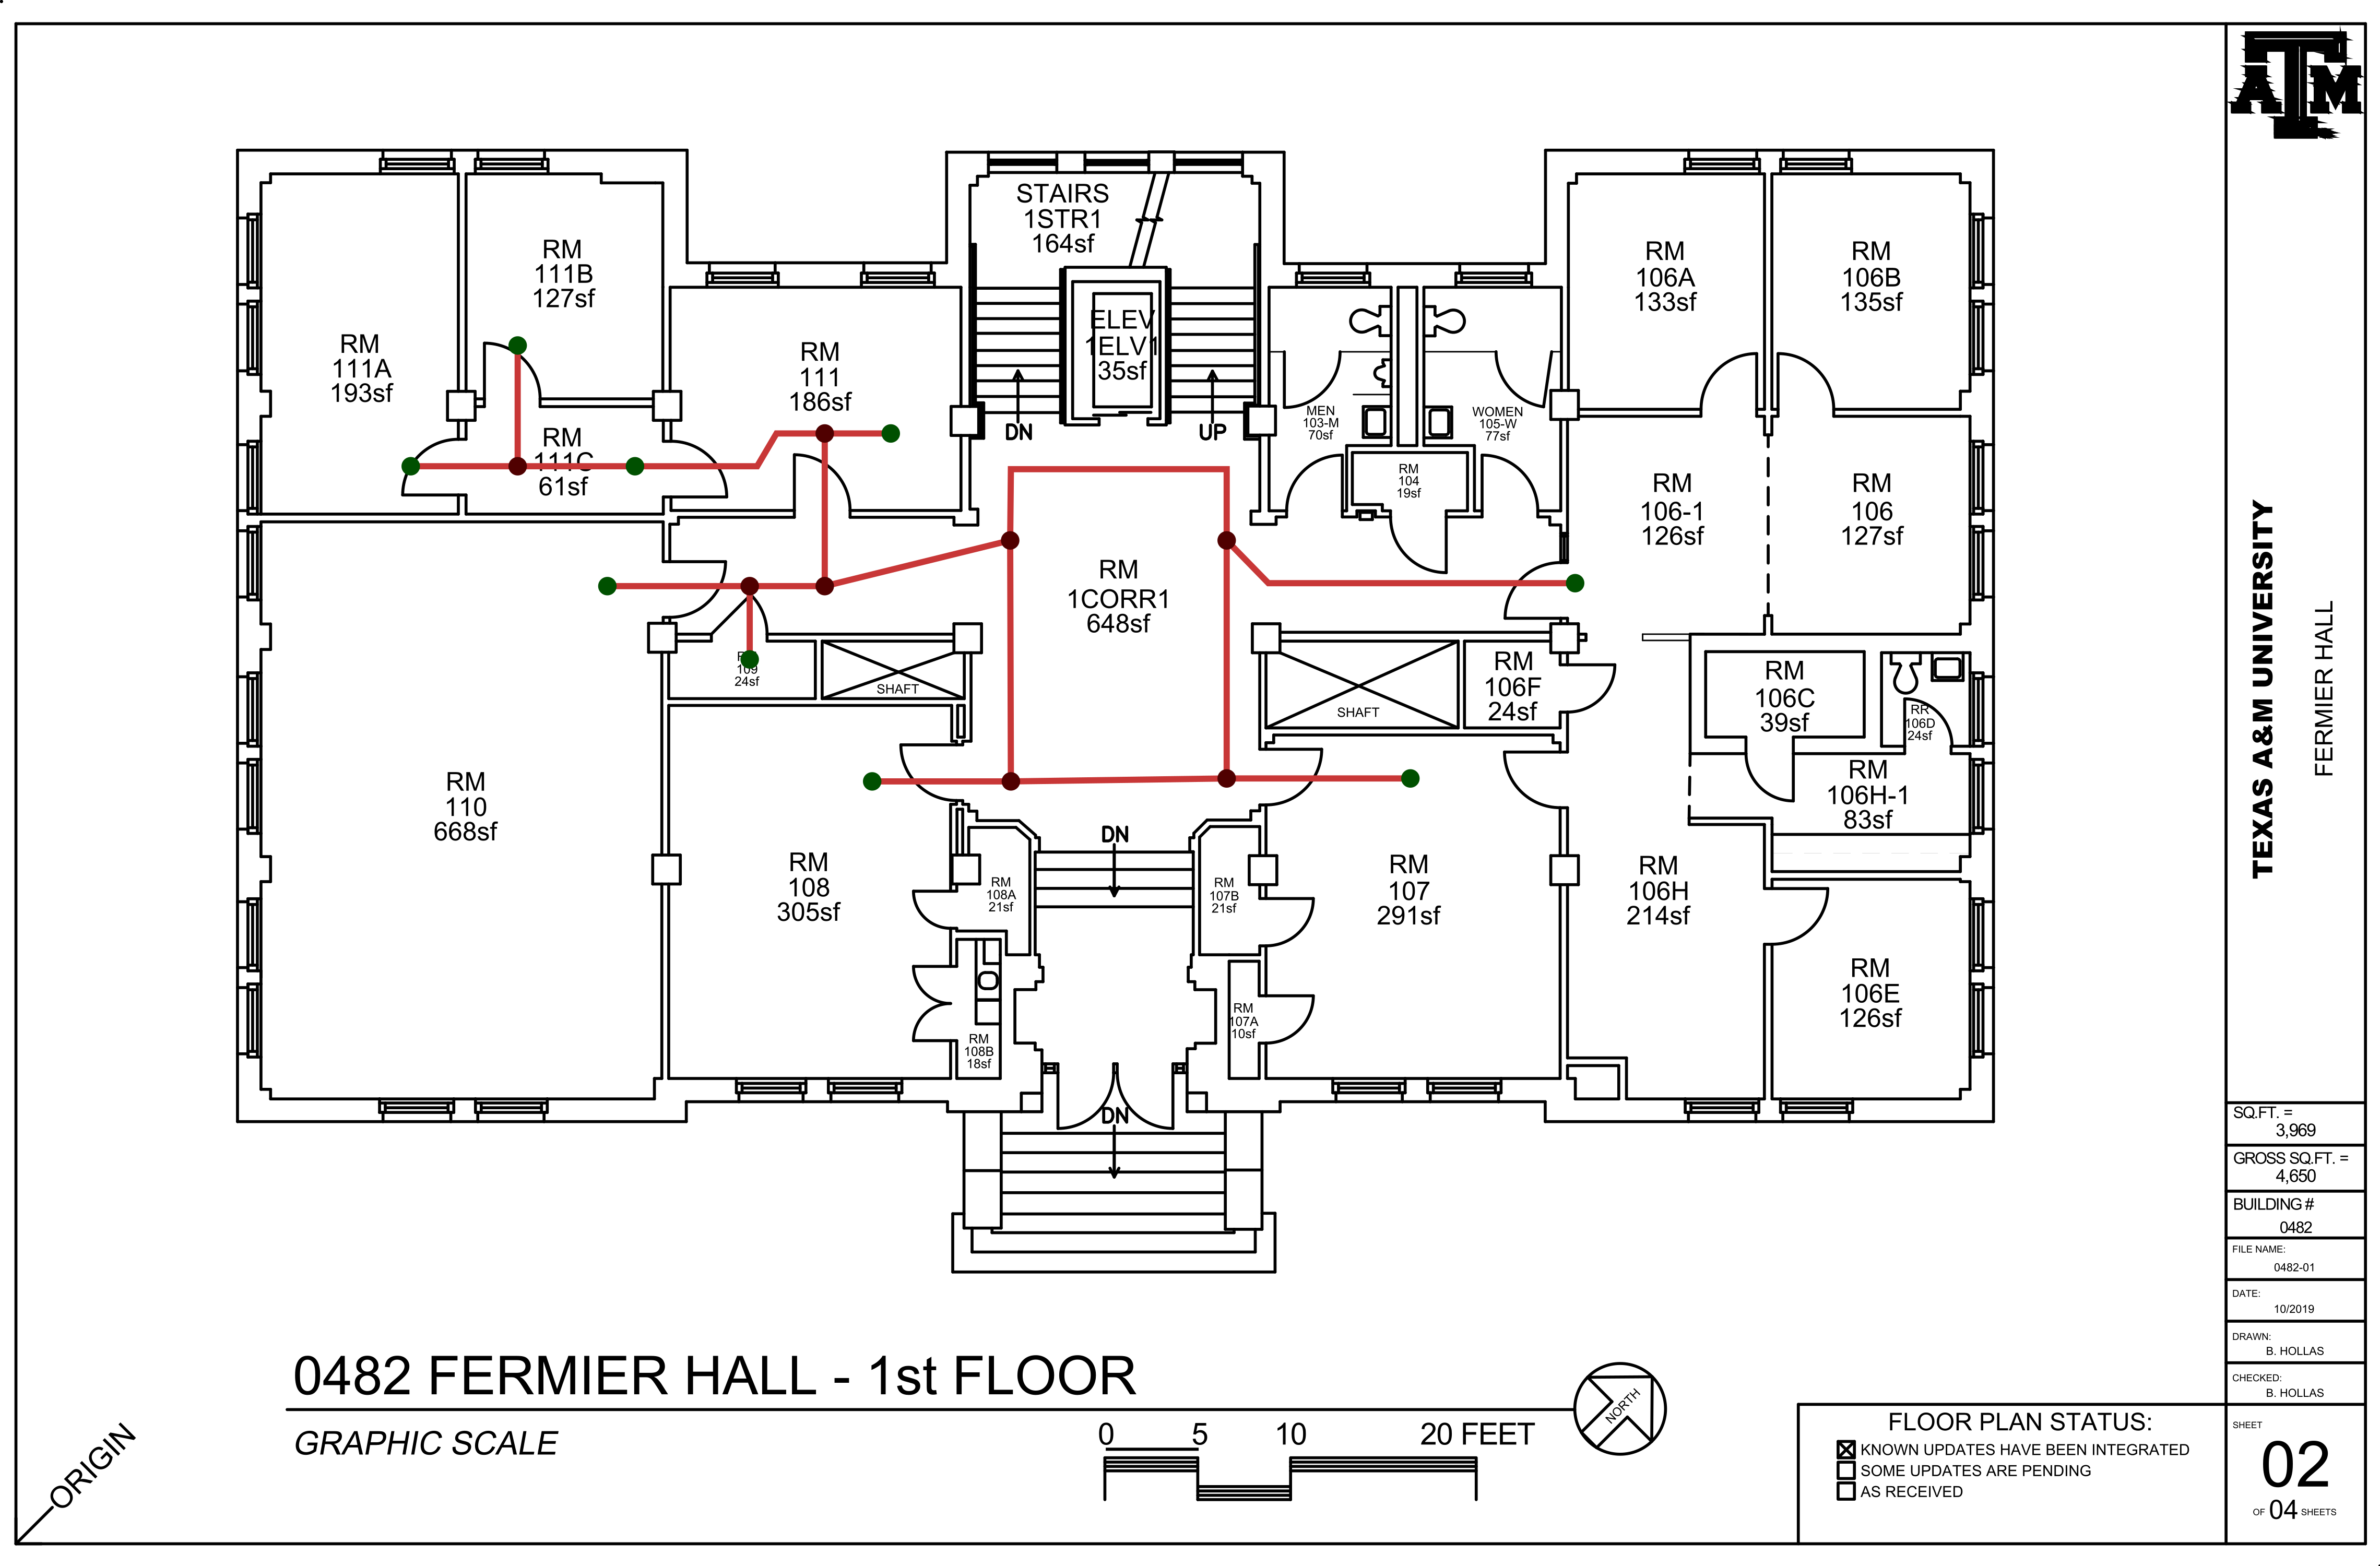 STAIRS
1STR1
164sf
RM
111B
127sf
RM
106A
133sf
RM
106B
135sf
RM
111A
193sf
RM
111
186sf
ELEV
1ELV1
35sf
DN
UP
MEN
103-M
70sf
WOMEN
105-W
77sf
RM
111C
61sf
RM
104
19sf
RM
106-1
126sf
RM
106
127sf
RM
1CORR1
648sf
109
24sf
SHAFT
SHAFT
RM
106F
24sf
RM
106C
39sf
RR
106D
24sf
RM
110
668sf
RM
106H-1
83sf
DN
RM
108
305sf
RM
108A
21sf
RM
107B
21sf
RM
107
291sf
RM
106H
214sf
RM
106E
126sf
RM
108B
18sf
RM
107A
10sf
DN
0482 FERMIER HALL - 1st FLOOR
GRAPHIC SCALE
0 5 10 20 FEET
NORTH
ORIGIN
FLOOR PLAN STATUS:
KNOWN UPDATES HAVE BEEN INTEGRATED
SOME UPDATES ARE PENDING
AS RECEIVED
ATM
TEXAS A&M UNIVERSITY
FERMIER HALL
SQ.FT. =
3,969
GROSS SQ.FT. =
4,650
BUILDING #
0482
FILE NAME:
0482-01
DATE:
10/2019
DRAWN:
B. HOLLAS
CHECKED:
B. HOLLAS
SHEET
02
OF 04 SHEETS